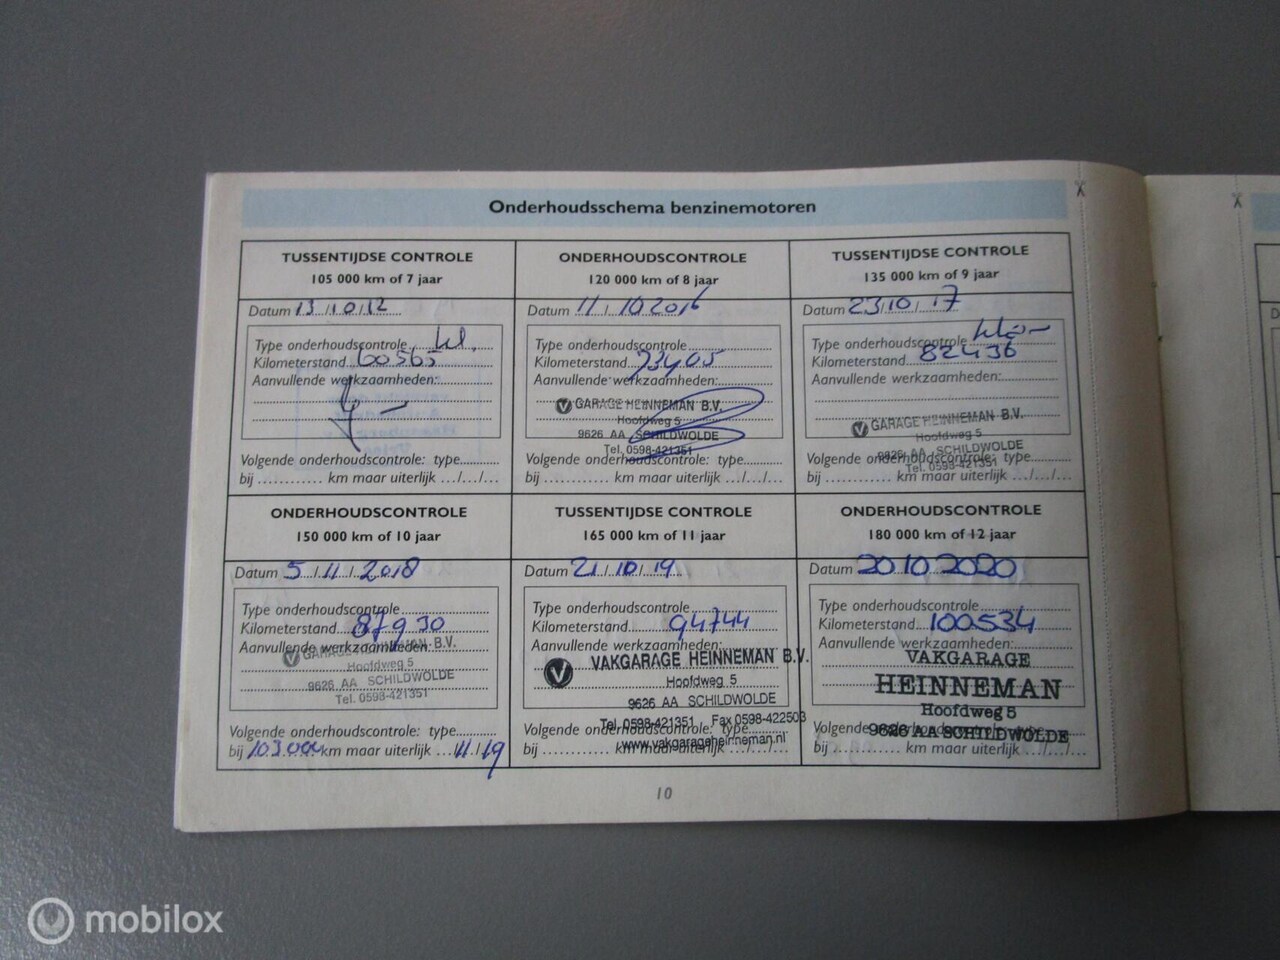 Onderhoudsschema benzinemotoren
TUSSENTIJDSE CONTROLE
105 000 km of 7 jaar
Datum 13/10/12
Type onderhoudscontrole kl.
Kilometerstand 60565
Aanvullende werkzaamheden:
Volgende onderhoudscontrole: type
bij ........... km maar uiterlijk .../.../...
ONDERHOUDSCONTROLE
120 000 km of 8 jaar
Datum 11/10 2016
Type onderhoudscontrole
Kilometerstand 73405
Aanvullende werkzaamheden:
GARAGE HEINNEMAN B.V.
Hoofdweg 5
9626 AA SCHILDWOLDE
Tel. 0598-421351
Volgende onderhoudscontrole: type
bij ........... km maar uiterlijk .../.../...
TUSSENTIJDSE CONTROLE
135 000 km of 9 jaar
Datum 23/10/17
Type onderhoudscontrole
Kilometerstand 82436
Aanvullende werkzaamheden:
GARAGE HEINNEMAN B.V.
Hoofdweg 5
9626 AA SCHILDWOLDE
Tel. 0598-421351
Volgende onderhoudscontrole: type
bij ........... km maar uiterlijk .../.../...
ONDERHOUDSCONTROLE
150 000 km of 10 jaar
Datum 5/11/2018
Type onderhoudscontrole
Kilometerstand 87930
Aanvullende werkzaamheden:
GARAGE HEINNEMAN B.V.
Hoofdweg 5
9626 AA SCHILDWOLDE
Tel. 0598-421351
Volgende onderhoudscontrole: type
bij 103.000 km maar uiterlijk 11/19
TUSSENTIJDSE CONTROLE
165 000 km of 11 jaar
Datum 21/10/19
Type onderhoudscontrole
Kilometerstand 94744
Aanvullende werkzaamheden:
VAKGARAGE HEINNEMAN B.V.
Hoofdweg 5
9626 AA SCHILDWOLDE
Tel. 0598-421351 Fax 0598-422503
Volgende onderhoudscontrole: type
www.vakgarageheinneman.nl
bij ........... km maar uiterlijk .../.../...
ONDERHOUDSCONTROLE
180 000 km of 12 jaar
Datum 20 10 2020
Type onderhoudscontrole
Kilometerstand 100534
Aanvullende werkzaamheden:
VAKGARAGE
HEINNEMAN
Hoofdweg 5
9626 AA SCHILDWOLDE
Volgende onderhoudscontrole: type
bij ........... km maar uiterlijk .../.../...
10
mobilox